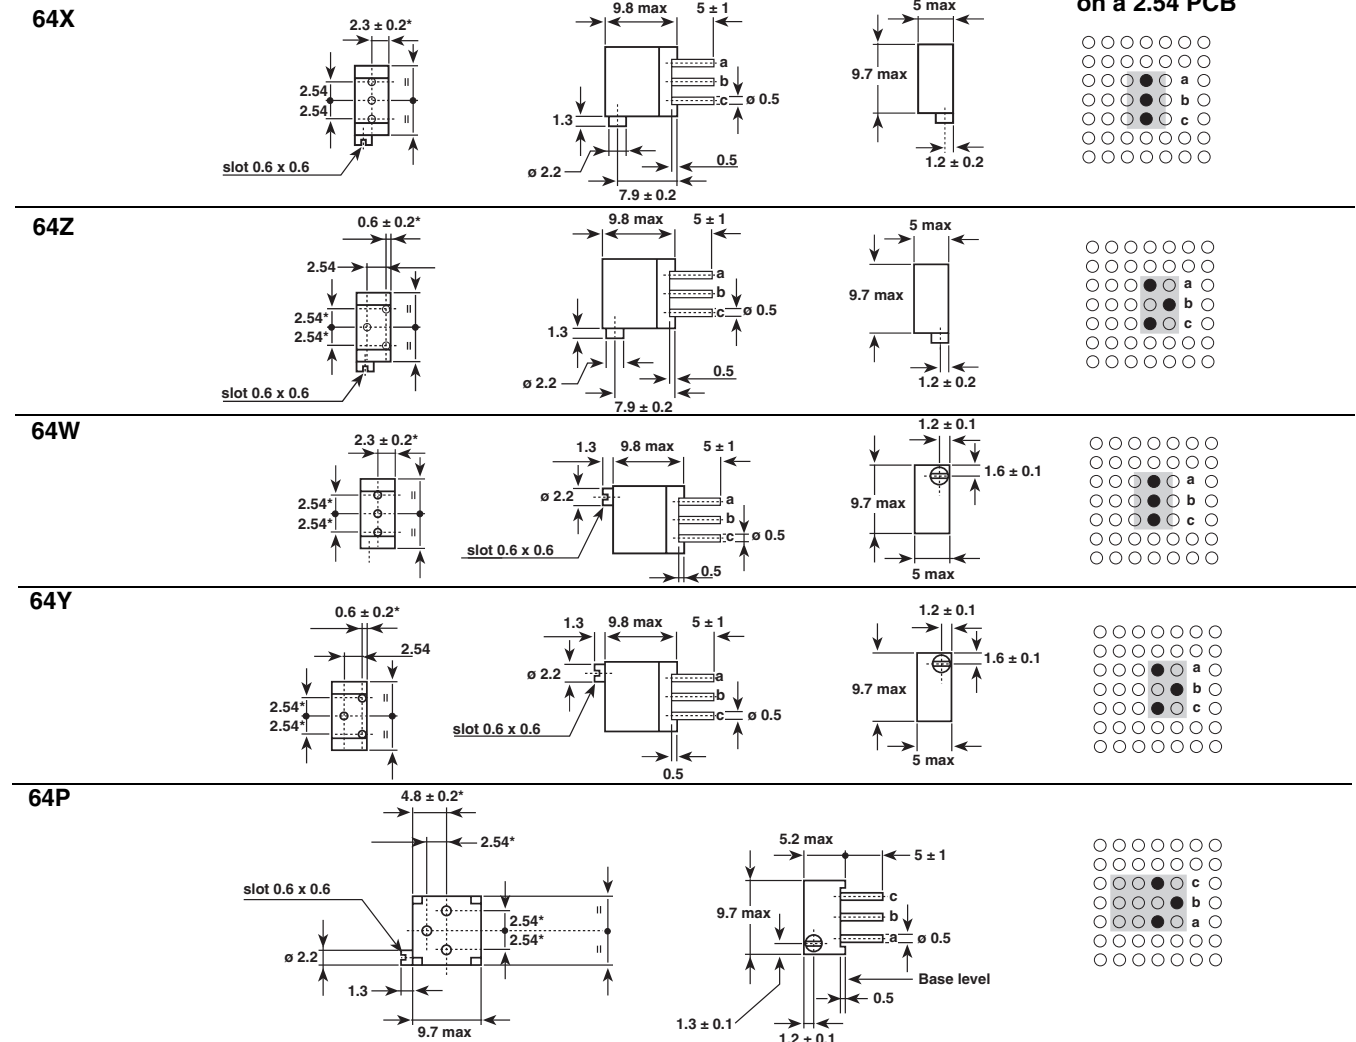 on a 2.54 PCB
64X
2.3 ± 0.2*
2.54
2.54
=
=
slot 0.6 x 0.6
9.8 max
5 ± 1
a
b
c
ø 0.5
1.3
ø 2.2
0.5
7.9 ± 0.2
5 max
9.7 max
1.2 ± 0.2
a
b
c
64Z
0.6 ± 0.2*
2.54
2.54*
2.54*
=
=
slot 0.6 x 0.6
9.8 max
5 ± 1
a
b
c
ø 0.5
1.3
ø 2.2
0.5
7.9 ± 0.2
5 max
9.7 max
1.2 ± 0.2
a
b
c
64W
2.3 ± 0.2*
2.54*
2.54*
=
=
1.3
9.8 max
5 ± 1
ø 2.2
a
b
c
ø 0.5
slot 0.6 x 0.6
0.5
1.2 ± 0.1
1.6 ± 0.1
9.7 max
5 max
a
b
c
64Y
0.6 ± 0.2*
2.54
2.54*
2.54*
=
=
1.3
9.8 max
5 ± 1
ø 2.2
a
b
c
ø 0.5
slot 0.6 x 0.6
0.5
1.2 ± 0.1
1.6 ± 0.1
9.7 max
5 max
a
b
c
64P
4.8 ± 0.2*
2.54*
slot 0.6 x 0.6
2.54*
2.54*
=
=
ø 2.2
1.3
9.7 max
5.2 max
5 ± 1
9.7 max
c
b
a
ø 0.5
Base level
0.5
1.3 ± 0.1
1.2 ± 0.1
c
b
a